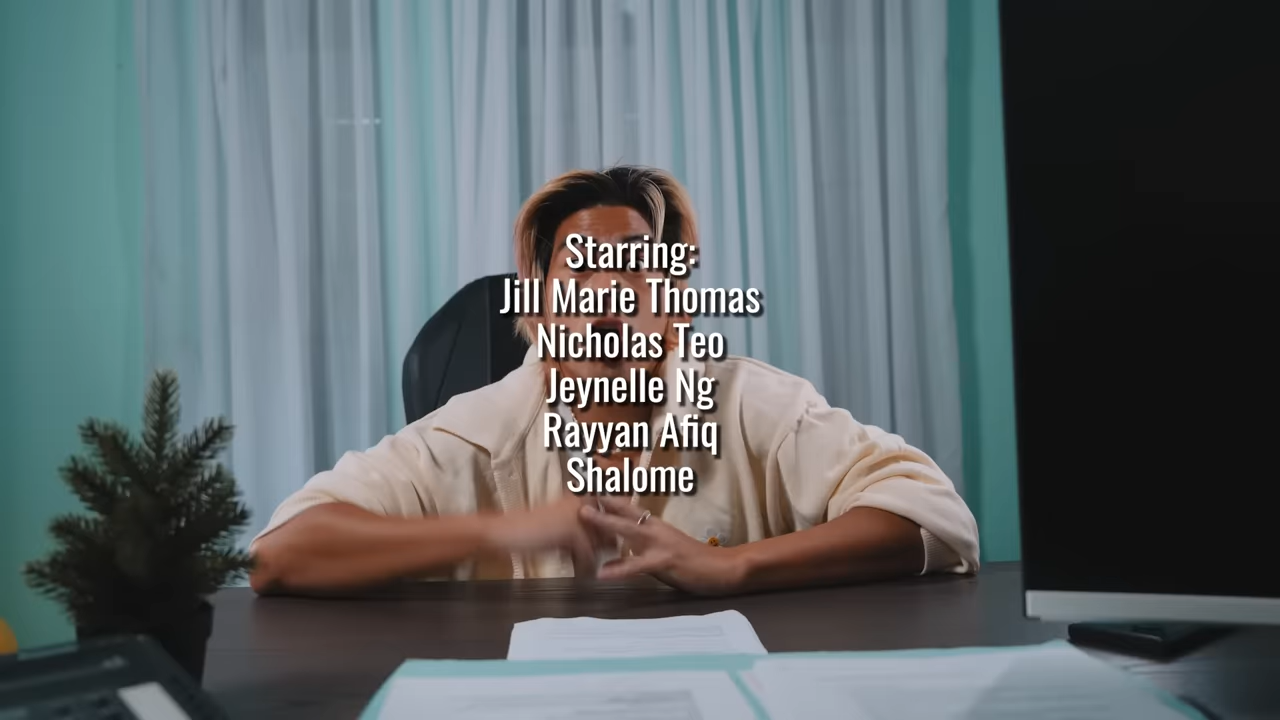 Starring:
Jill Marie Thomas
Nicholas Teo
Jeynelle Ng
Rayyan Afiq
Shalome